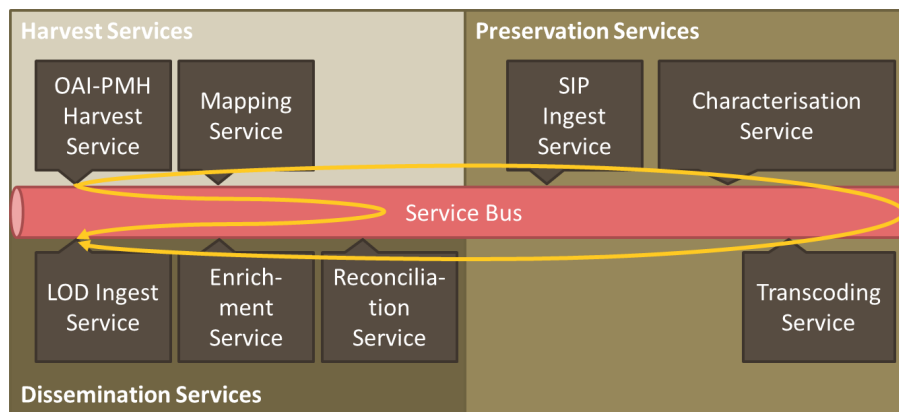 Harvest Services
Preservation Services
OAI-PMH
Harvest
Service
Mapping
Service
SIP
Ingest
Service
Characterisation
Service
Service Bus
LOD Ingest
Service
Enrich-
ment
Service
Reconcilia-
tion
Service
Transcoding
Service
Dissemination Services